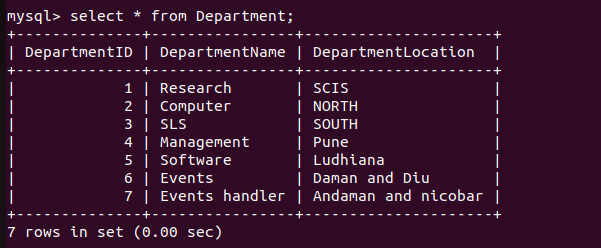 mysql> select * from Department;
+--------------+----------------+---------------------+
| DepartmentID | DepartmentName | DepartmentLocation  |
+--------------+----------------+---------------------+
|            1 | Research       | SCIS                |
|            2 | Computer       | NORTH               |
|            3 | SLS            | SOUTH               |
|            4 | Management     | Pune                |
|            5 | Software       | Ludhiana            |
|            6 | Events         | Daman and Diu       |
|            7 | Events handler | Andaman and nicobar |
+--------------+----------------+---------------------+
7 rows in set (0.00 sec)